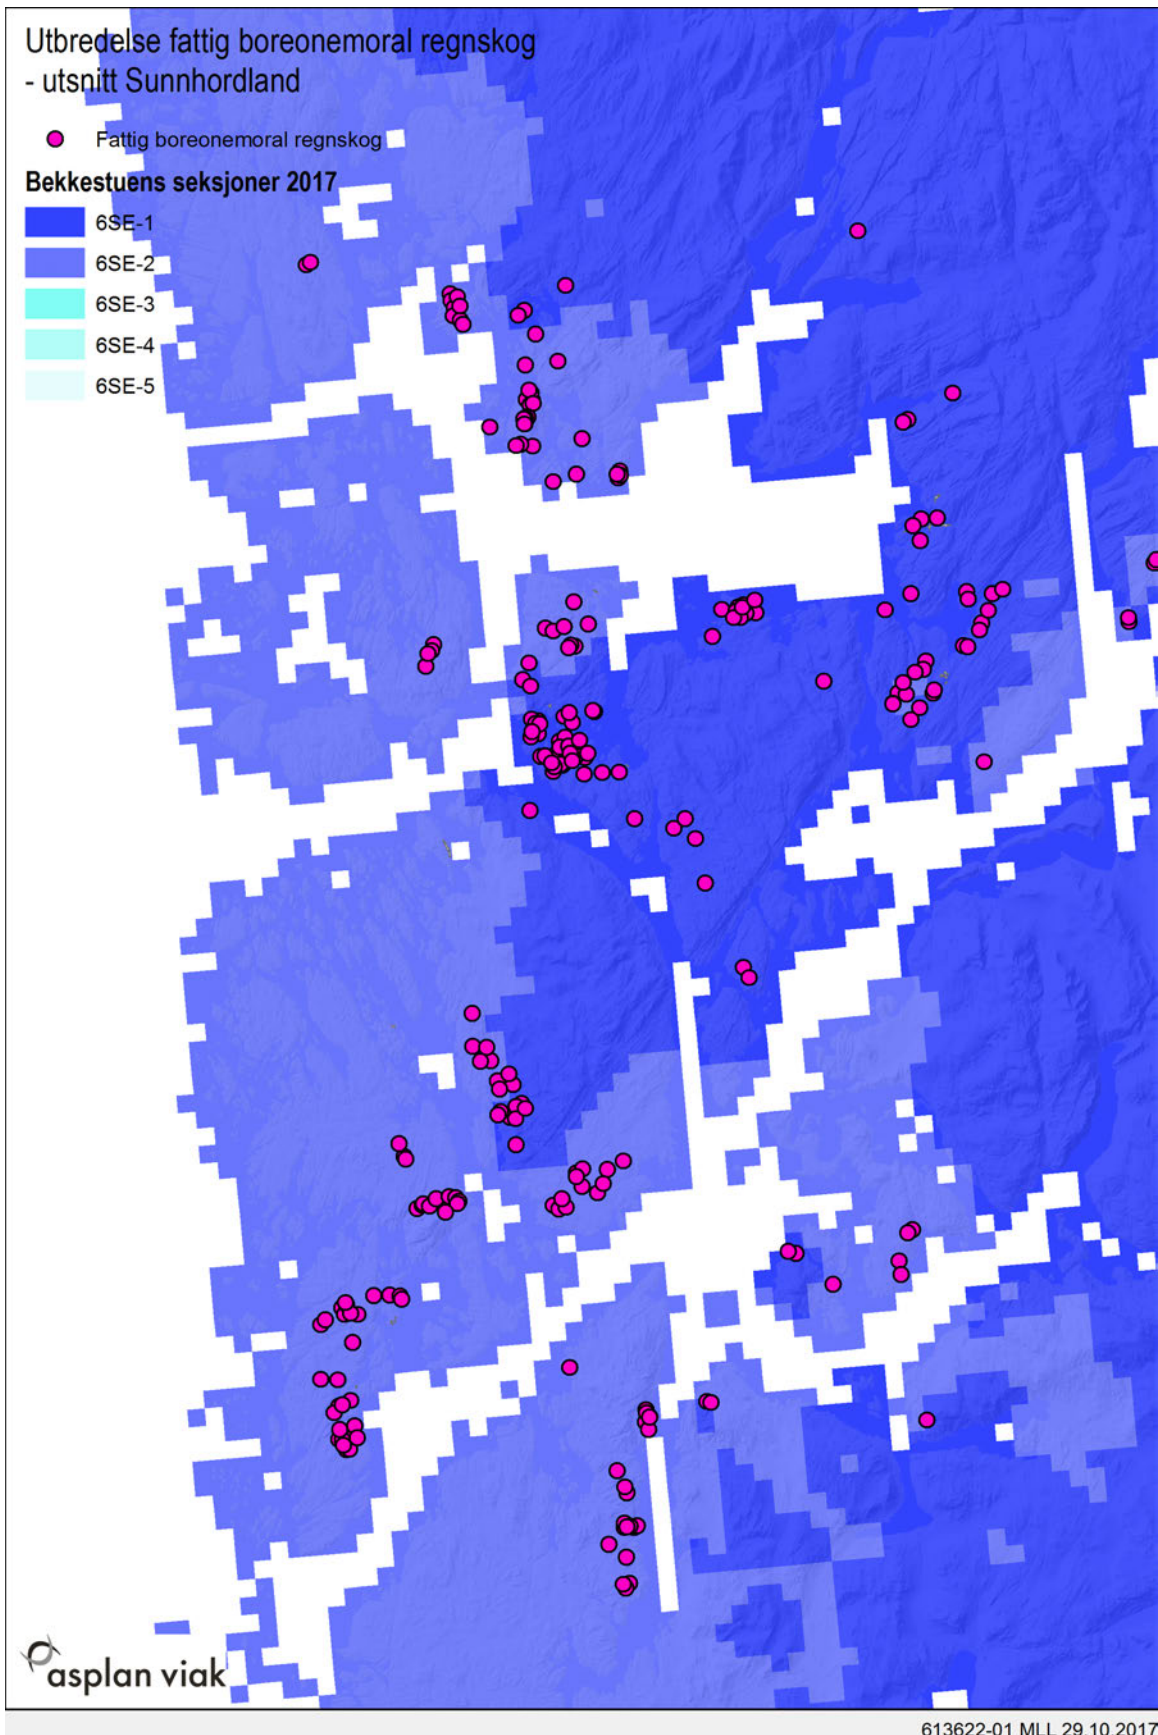 Utbredelse fattig boreonemoral regnskog
- utsnitt Sunnhordland
Fattig boreonemoral regnskog
Bekkestuens seksjoner 2017
6SE-1
6SE-2
6SE-3
6SE-4
6SE-5
asplan viak
613622-01 MLL 29.10.2017